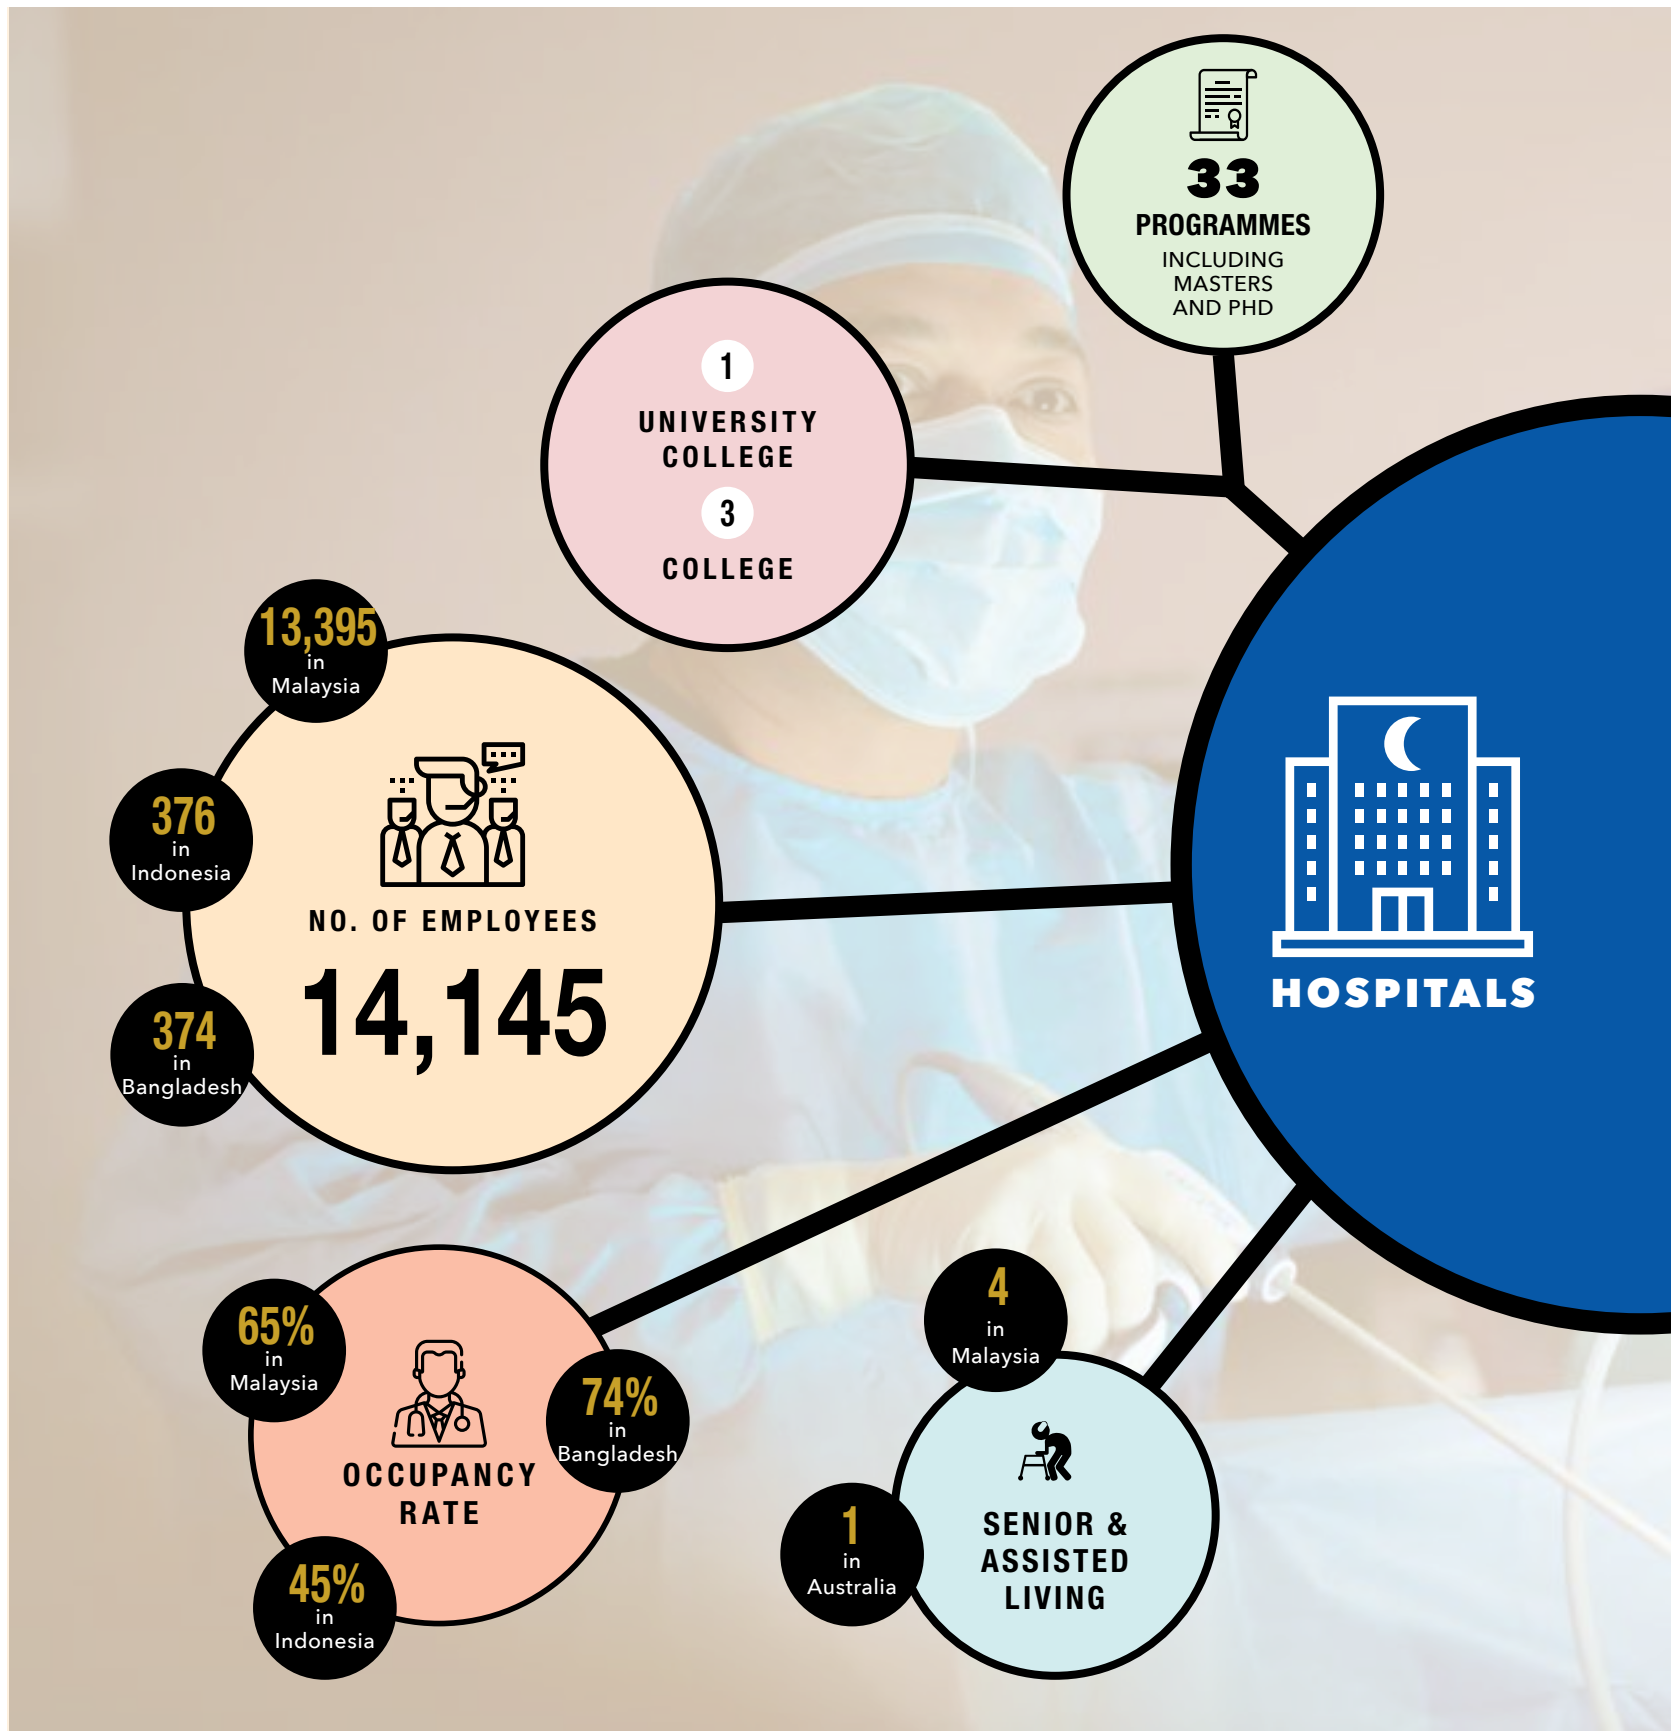 33
PROGRAMMES
INCLUDING
MASTERS
AND PHD
1
UNIVERSITY
COLLEGE
3
COLLEGE
13,395
in
Malaysia
376
in
Indonesia
374
in
Bangladesh
NO. OF EMPLOYEES
14,145
HOSPITALS
65%
in
Malaysia
74%
in
Bangladesh
45%
in
Indonesia
OCCUPANCY
RATE
4
in
Malaysia
1
in
Australia
SENIOR &
ASSISTED
LIVING